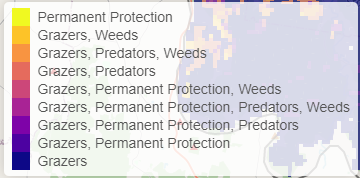 Permanent Protection
Grazers, Weeds
Grazers, Predators, Weeds
Grazers, Predators
Grazers, Permanent Protection, Weeds
Grazers, Permanent Protection, Predators, Weeds
Grazers, Permanent Protection, Predators
Grazers, Permanent Protection
Grazers